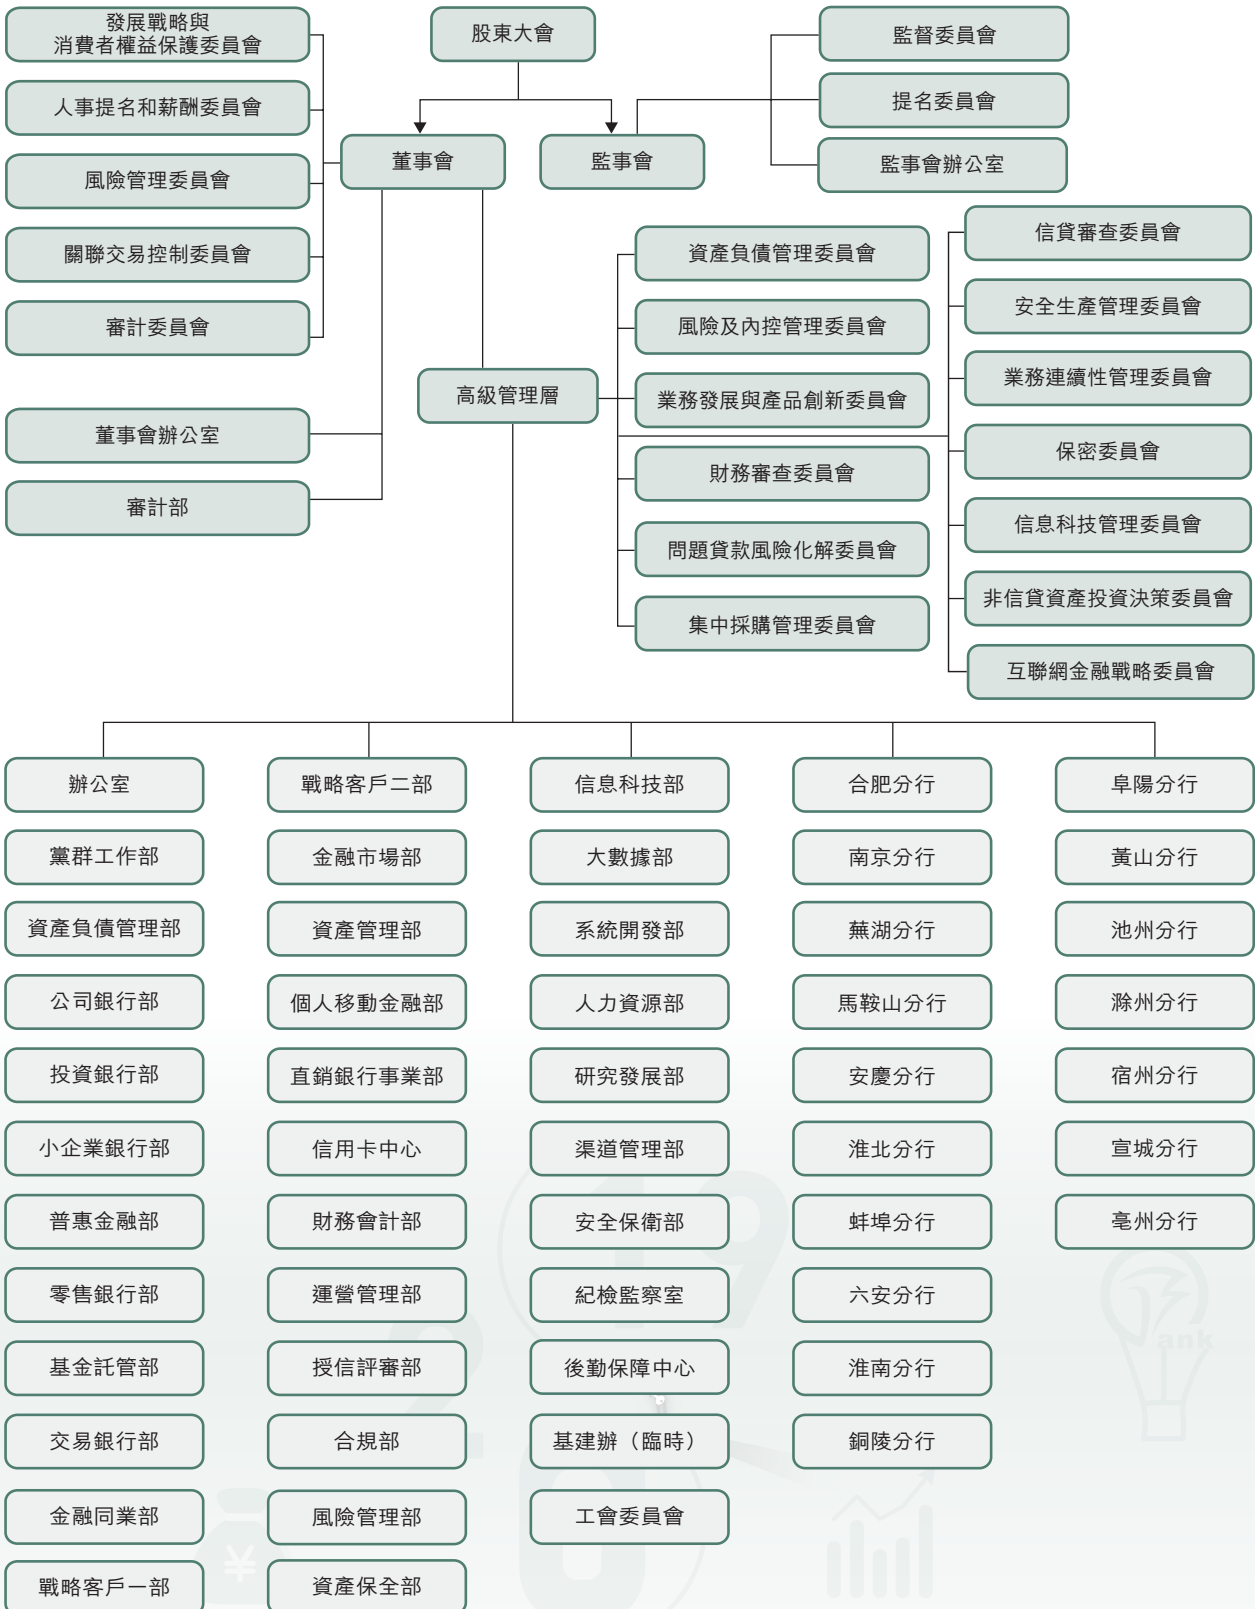 發展戰略與
消費者權益保護委員會
人事提名和薪酬委員會
風險管理委員會
關聯交易控制委員會
審計委員會
董事會辦公室
審計部
股東大會
董事會
監事會
監督委員會
提名委員會
監事會辦公室
高級管理層
資產負債管理委員會
風險及內控管理委員會
業務發展與產品創新委員會
財務審查委員會
問題貸款風險化解委員會
集中採購管理委員會
信貸審查委員會
安全生產管理委員會
業務連續性管理委員會
保密委員會
信息科技管理委員會
非信貸資產投資決策委員會
互聯網金融戰略委員會
辦公室
黨群工作部
資產負債管理部
公司銀行部
投資銀行部
小企業銀行部
普惠金融部
零售銀行部
基金託管部
交易銀行部
金融同業部
戰略客戶一部
戰略客戶二部
金融市場部
資產管理部
個人移動金融部
直銷銀行事業部
信用卡中心
財務會計部
運營管理部
授信評審部
合規部
風險管理部
資產保全部
信息科技部
大數據部
系統開發部
人力資源部
研究發展部
渠道管理部
安全保衛部
紀檢監察室
後勤保障中心
基建辦（臨時）
工會委員會
合肥分行
南京分行
蕪湖分行
馬鞍山分行
安慶分行
淮北分行
蚌埠分行
六安分行
淮南分行
銅陵分行
阜陽分行
黃山分行
池州分行
滁州分行
宿州分行
宣城分行
亳州分行
2019
ank
¥